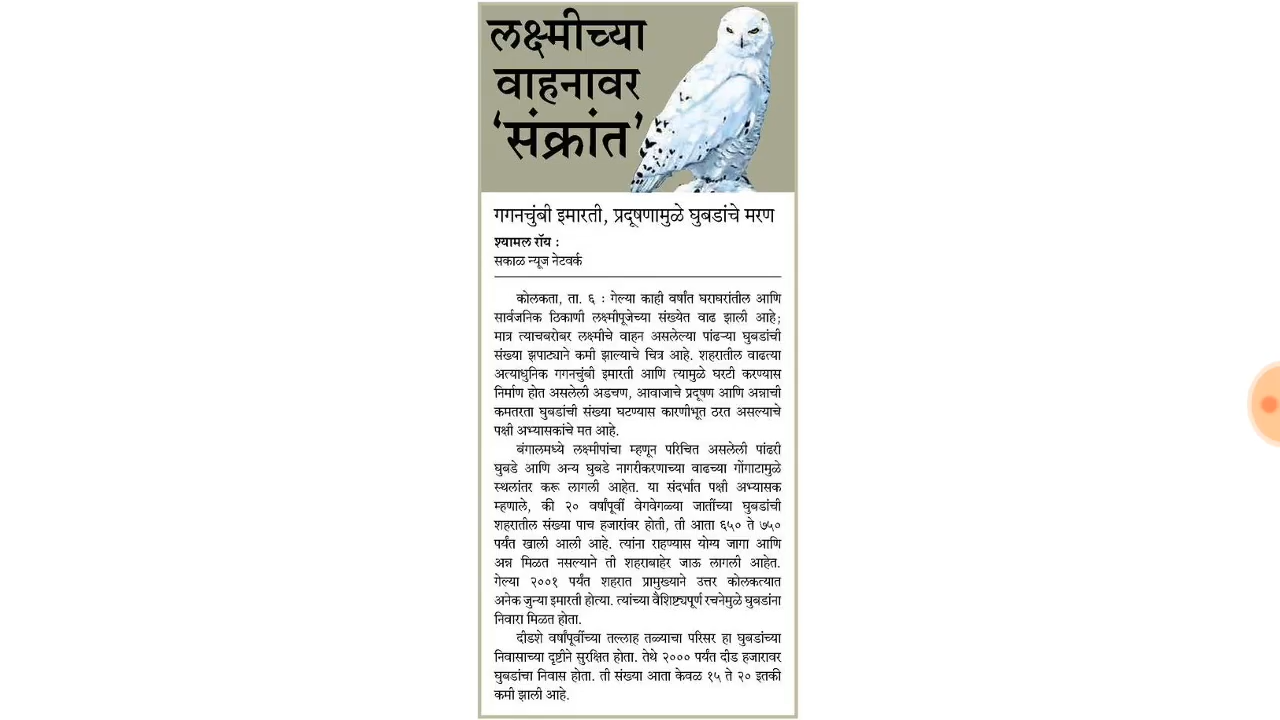 लक्ष्मीच्या
वाहनावर
‘संक्रांत’
गगनचुंबी इमारती, प्रदूषणामुळे घुबडांचे मरण
श्यामल रॉय :
सकाळ न्यूज नेटवर्क
कोलकता, ता. ६ : गेल्या काही वर्षांत घराघरांतील आणि
सार्वजनिक ठिकाणी लक्ष्मीपूजेच्या संख्येत वाढ झाली आहे;
मात्र त्याचबरोबर लक्ष्मीचे वाहन असलेल्या पांढऱ्या घुबडांची
संख्या झपाट्याने कमी झाल्याचे चित्र आहे. शहरातील वाढत्या
अत्याधुनिक गगनचुंबी इमारती आणि त्यामुळे घरटी करण्यास
निर्माण होत असलेली अडचण, आवाजाचे प्रदूषण आणि अन्नाची
कमतरता घुबडांची संख्या घटण्यास कारणीभूत ठरत असल्याचे
पक्षी अभ्यासकांचे मत आहे.
बंगालमध्ये लक्ष्मीपांचा म्हणून परिचित असलेली पांढरी
घुबडे आणि अन्य घुबडे नागरीकरणाच्या वाढच्या गोंगाटामुळे
स्थलांतर करू लागली आहेत. या संदर्भात पक्षी अभ्यासक
म्हणाले, की २० वर्षांपूर्वी वेगवेगळ्या जातींच्या घुबडांची
शहरातील संख्या पाच हजारांवर होती, ती आता ६५० ते ७५०
पर्यंत खाली आली आहे. त्यांना राहण्यास योग्य जागा आणि
अन्न मिळत नसल्याने ती शहराबाहेर जाऊ लागली आहेत.
गेल्या २००१ पर्यंत शहरात प्रामुख्याने उत्तर कोलकत्यात
अनेक जुन्या इमारती होत्या. त्यांच्या वैशिष्ट्यपूर्ण रचनेमुळे घुबडांना
निवारा मिळत होता.
दीडशे वर्षांपूर्वीच्या तल्लाह तळ्याचा परिसर हा घुबडांच्या
निवासाच्या दृष्टीने सुरक्षित होता. तेथे २००० पर्यंत दीड हजारावर
घुबडांचा निवास होता. ती संख्या आता केवळ १५ ते २० इतकी
कमी झाली आहे.